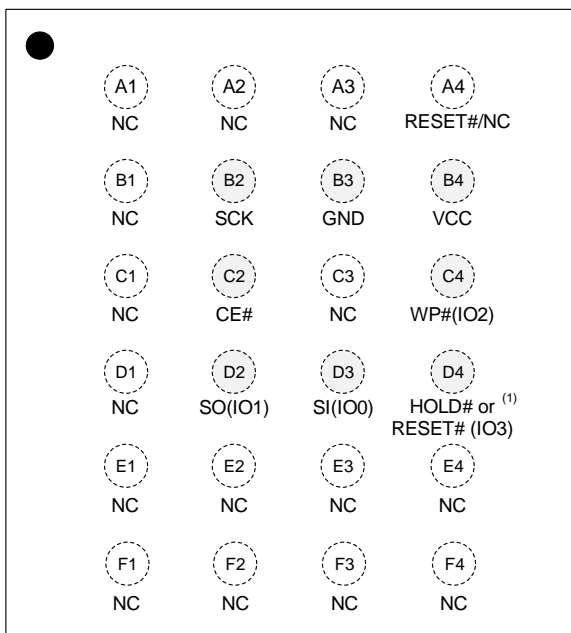 A1 A2 A3 A4
NC NC NC RESET#/NC
B1 B2 B3 B4
NC SCK GND VCC
C1 C2 C3 C4
NC CE# NC WP#(IO2)
D1 D2 D3 D4
NC SO(IO1) SI(IO0) HOLD# or (1)
RESET# (IO3)
E1 E2 E3 E4
NC NC NC NC
F1 F2 F3 F4
NC NC NC NC